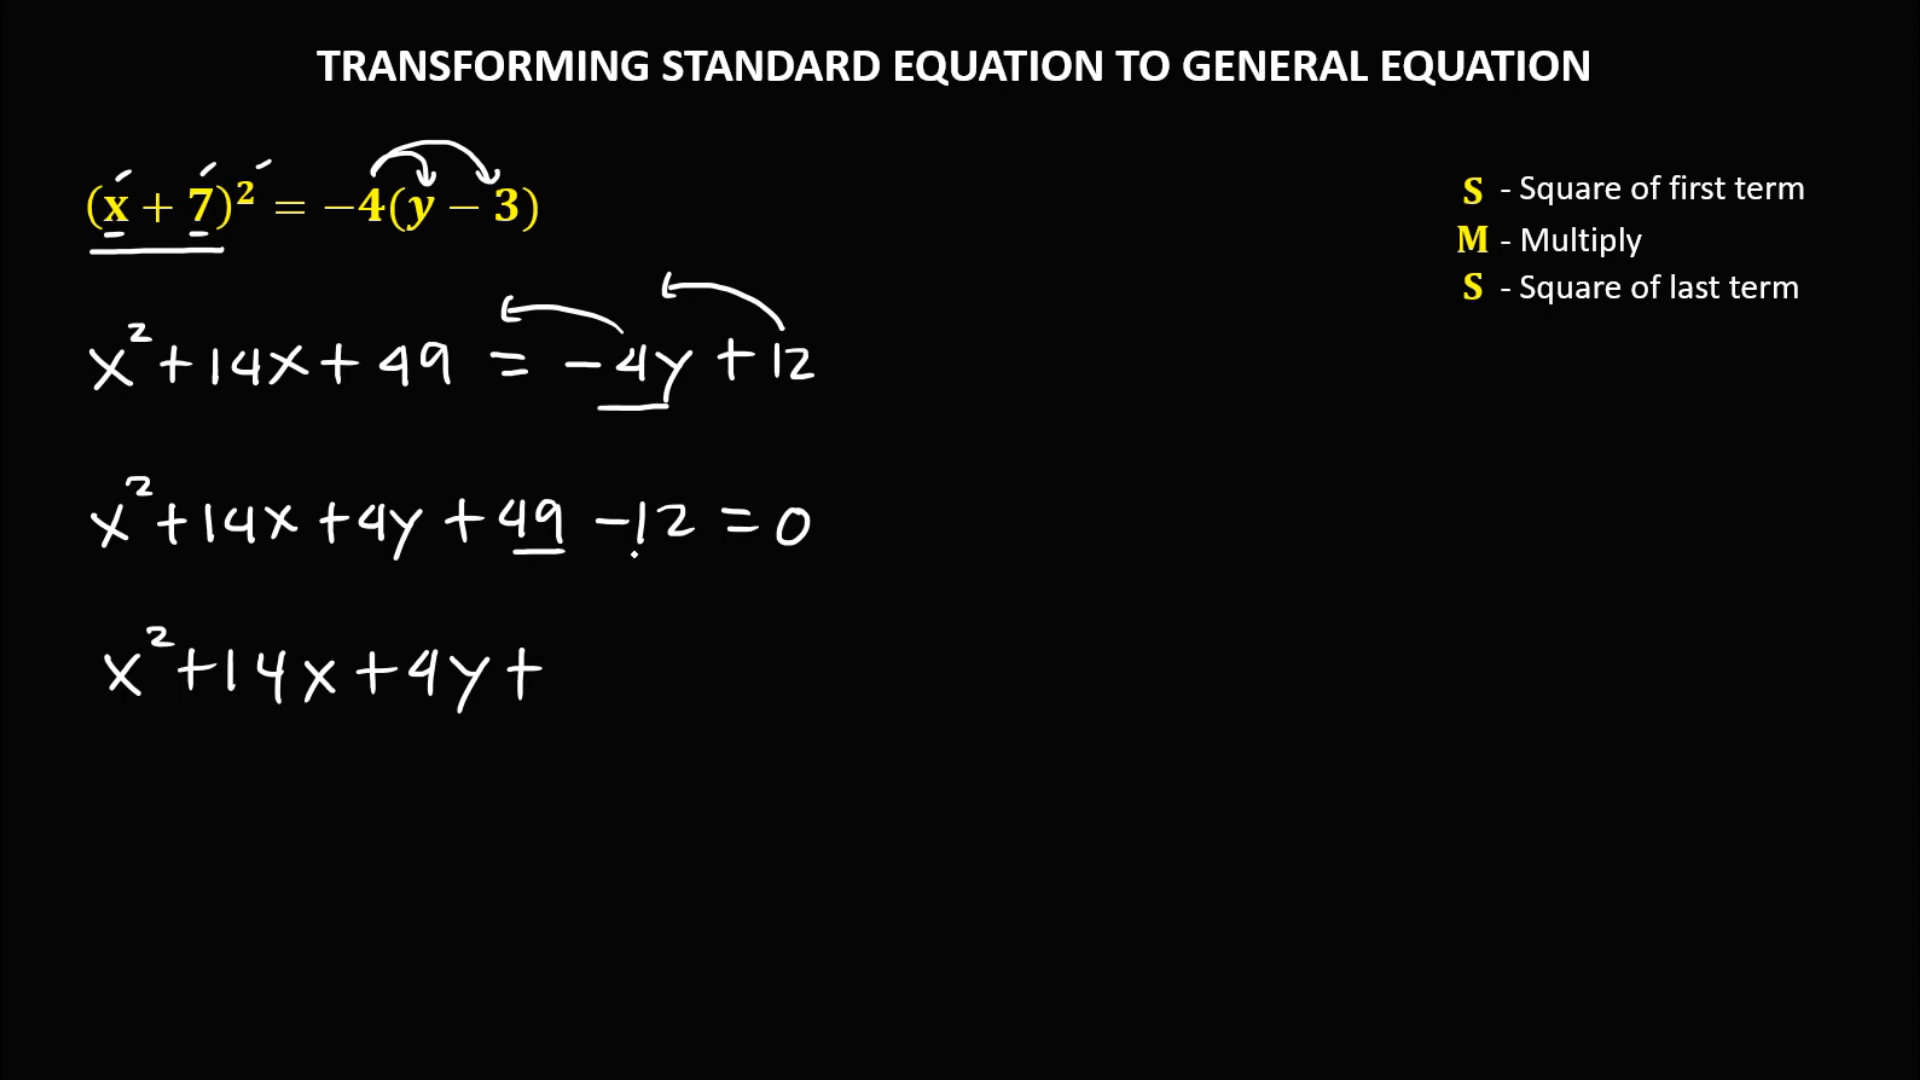 TRANSFORMING STANDARD EQUATION TO GENERAL EQUATION
(x + 7)² = −4(y − 3)
S - Square of first term
M - Multiply
S - Square of last term
x² + 14x + 49 = −4y + 12
x² + 14x + 4y + 49 − 12 = 0
x² + 14x + 4y +